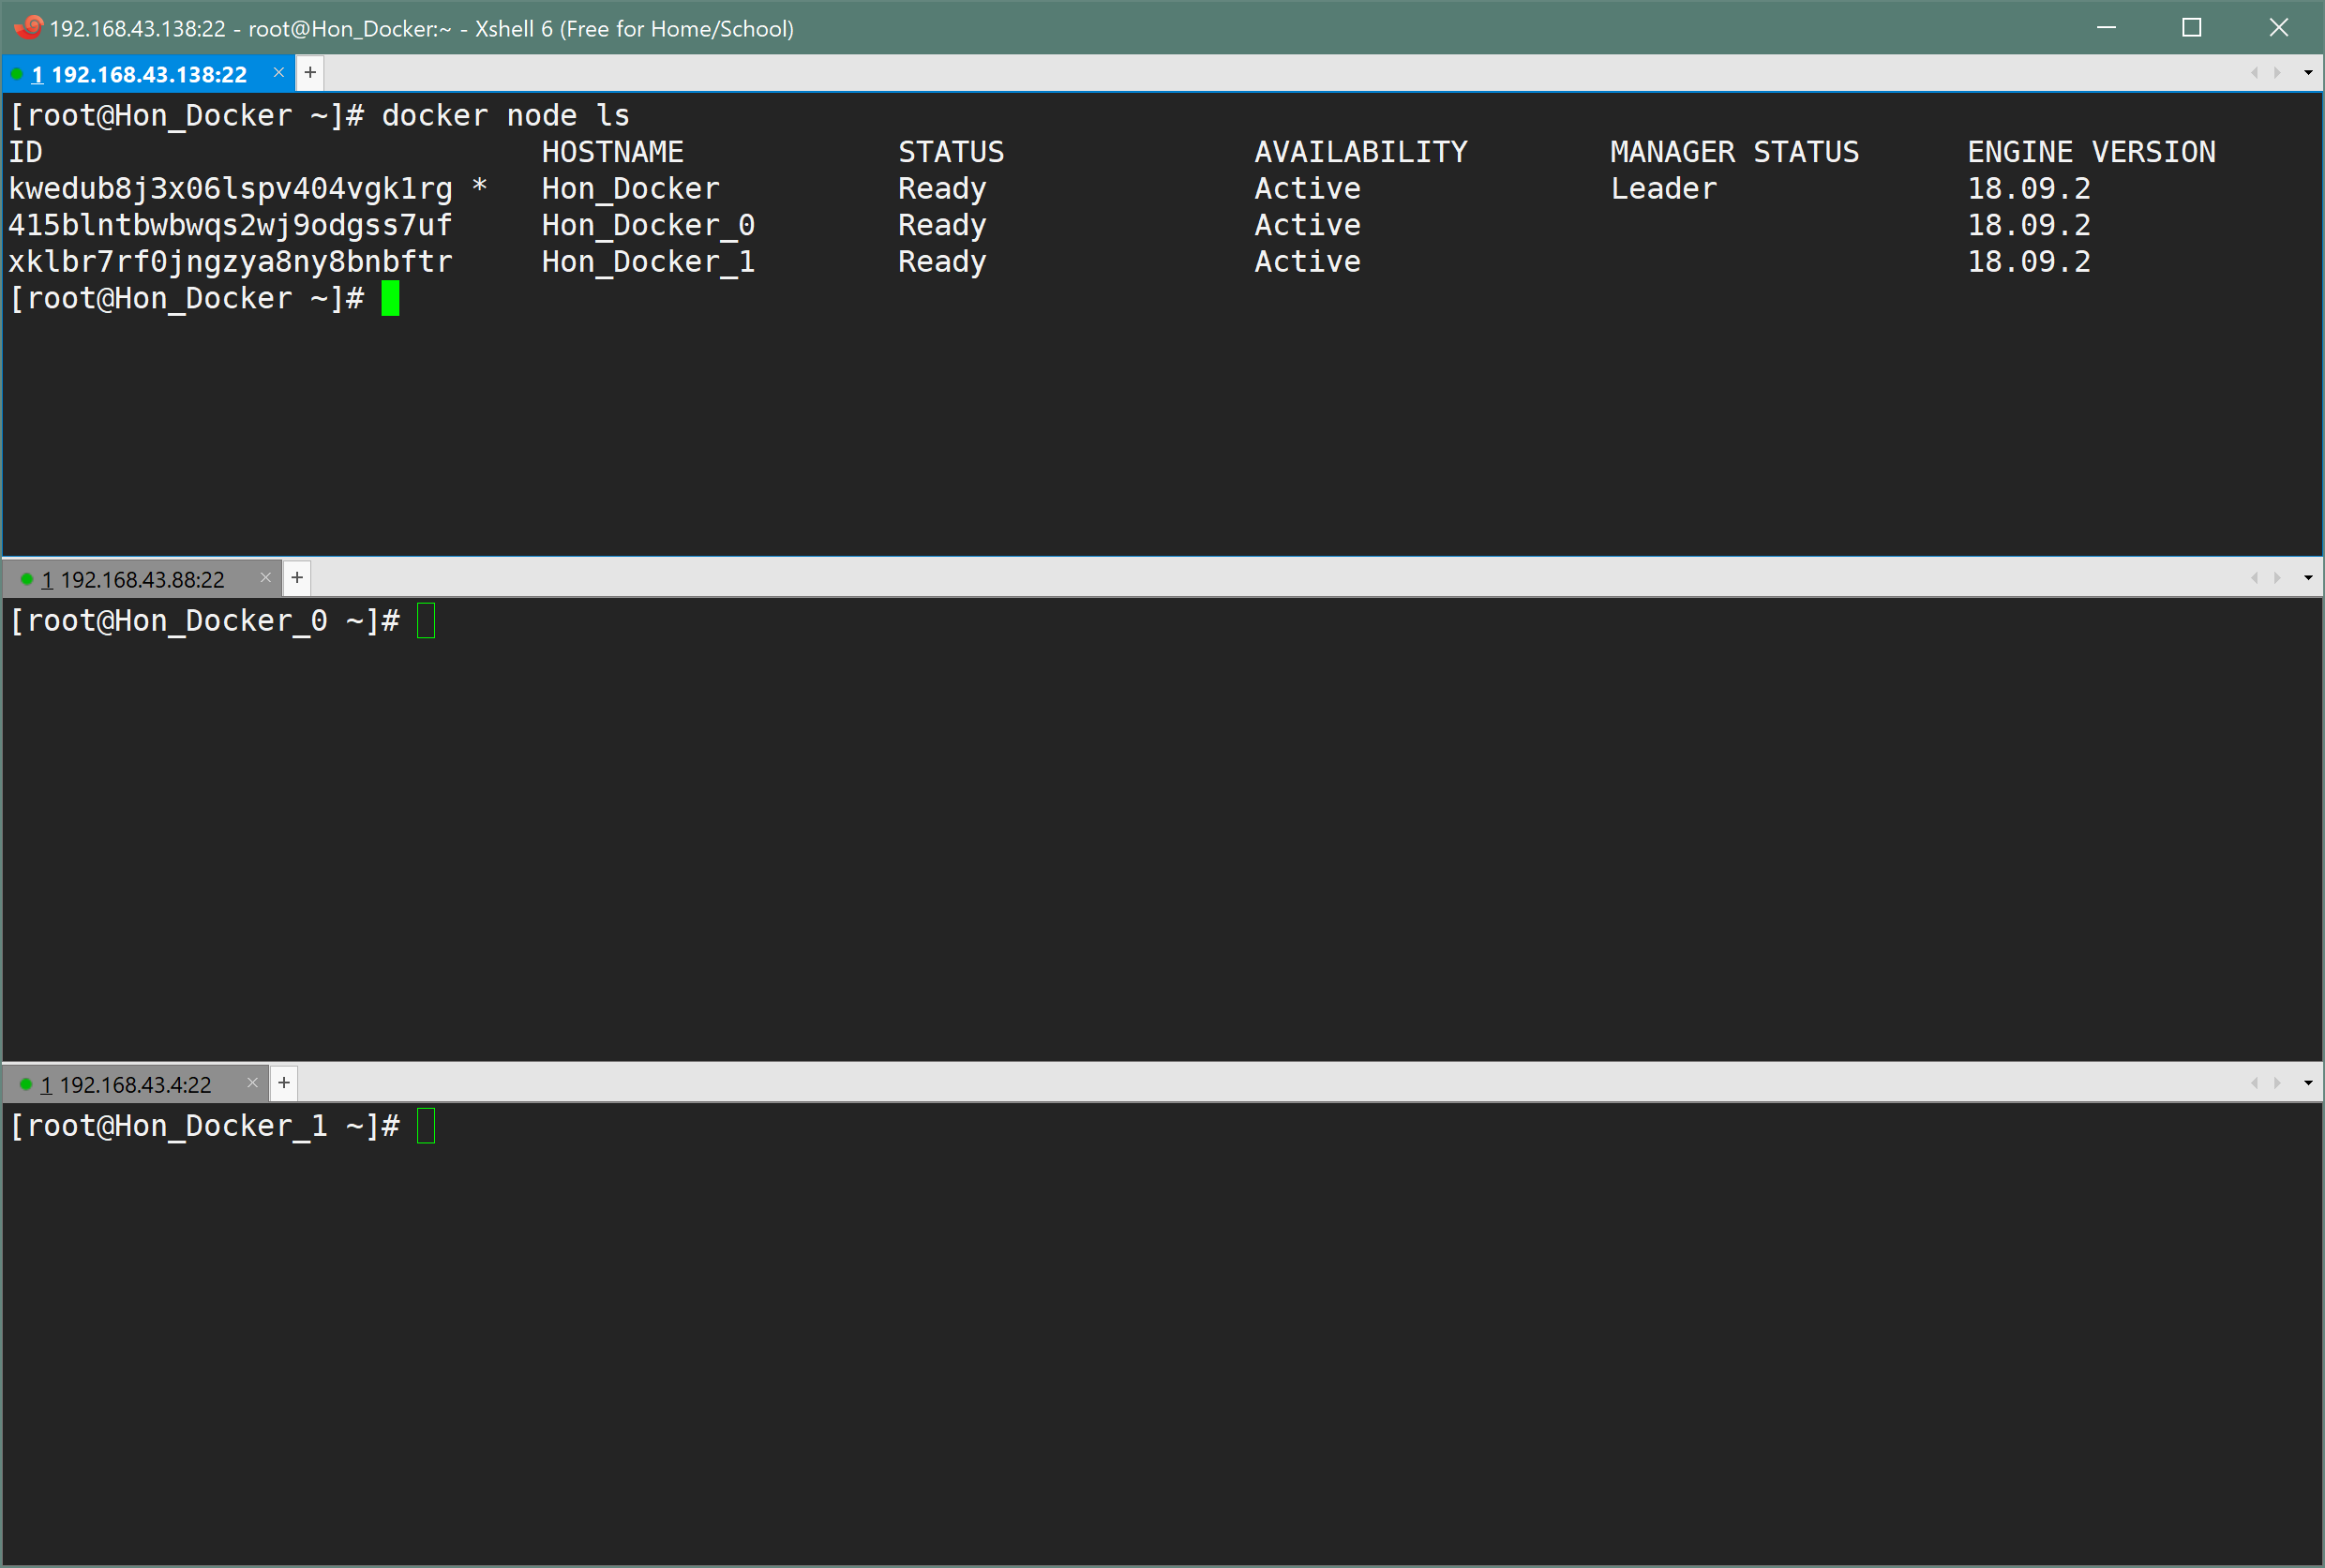 192.168.43.138:22 - root@Hon_Docker:~ - Xshell 6 (Free for Home/School)
1 192.168.43.138:22 × +
[root@Hon_Docker ~]# docker node ls
ID HOSTNAME STATUS AVAILABILITY MANAGER STATUS ENGINE VERSION
kwedub8j3x06lspv404vgk1rg * Hon_Docker Ready Active Leader 18.09.2
415blntbwbwqs2wj9odgss7uf Hon_Docker_0 Ready Active 18.09.2
xklbr7rf0jngzya8ny8bnbftr Hon_Docker_1 Ready Active 18.09.2
[root@Hon_Docker ~]#
1 192.168.43.88:22 × +
[root@Hon_Docker_0 ~]#
1 192.168.43.4:22 × +
[root@Hon_Docker_1 ~]#